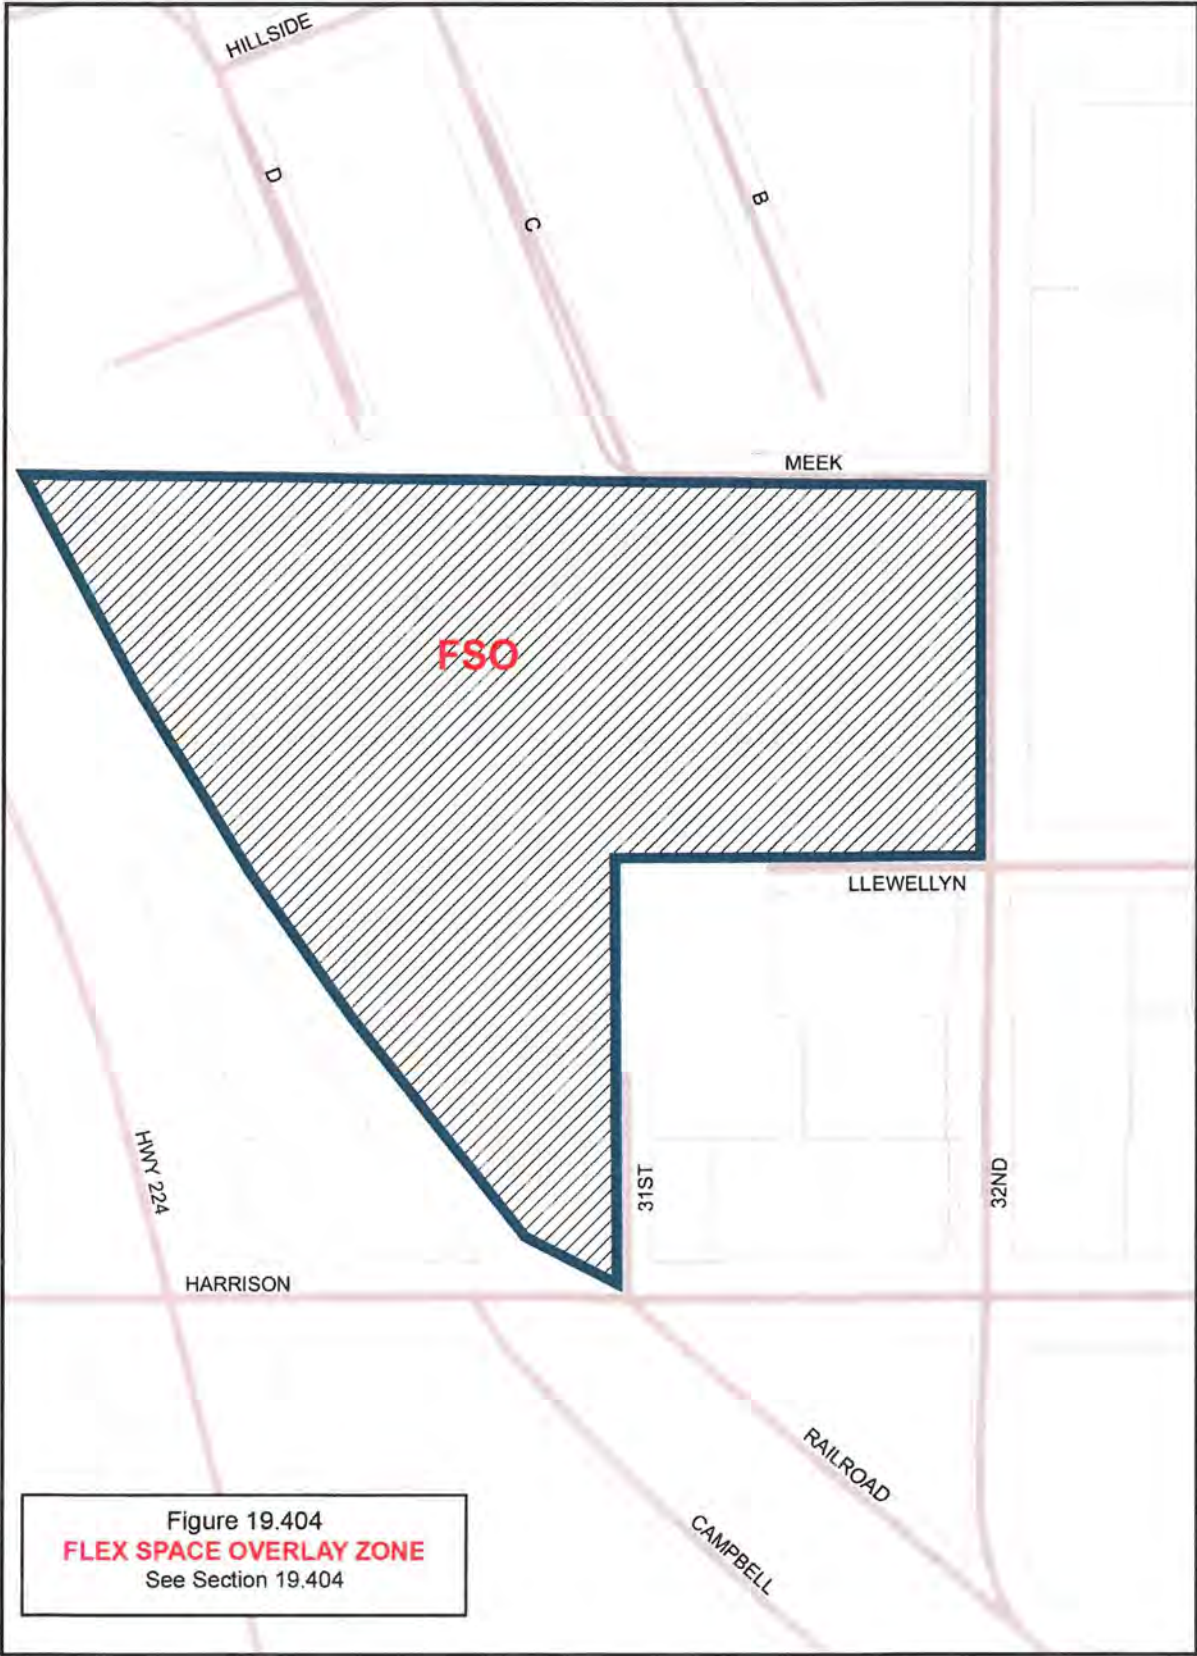 HILLSIDE
D
C
B
MEEK
FSO
LLEWELLYN
HWY 224
31ST
32ND
HARRISON
RAILROAD
CAMPBELL
Figure 19.404
FLEX SPACE OVERLAY ZONE
See Section 19.404